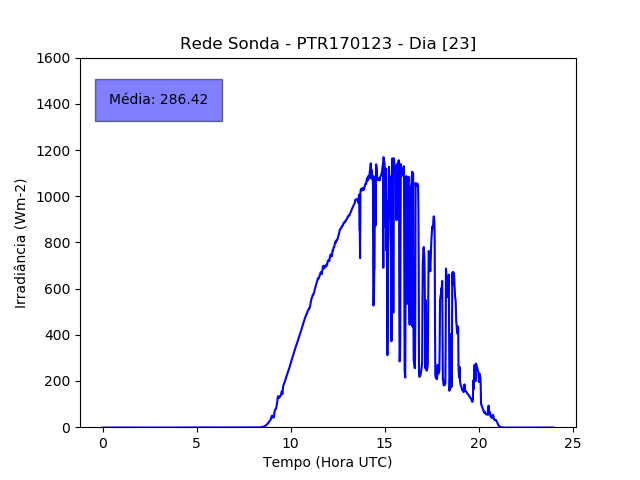 Rede Sonda - PTR170123 - Dia [23]
1600
1400
1200
1000
800
600
400
200
0
Média: 286.42
Irradiância (Wm-2)
0 5 10 15 20 25
Tempo (Hora UTC)